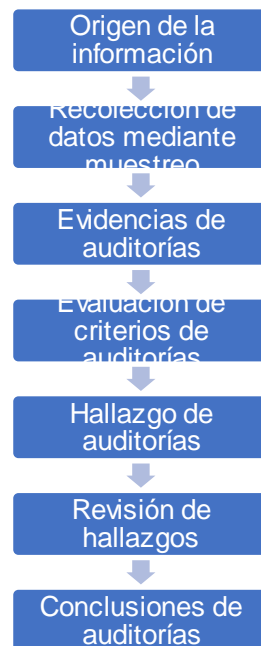 Origen de la
información
Recolección de
datos mediante
muestreo
Evidencias de
auditorías
Evaluación de
criterios de
auditorías
Hallazgo de
auditorías
Revisión de
hallazgos
Conclusiones de
auditorías